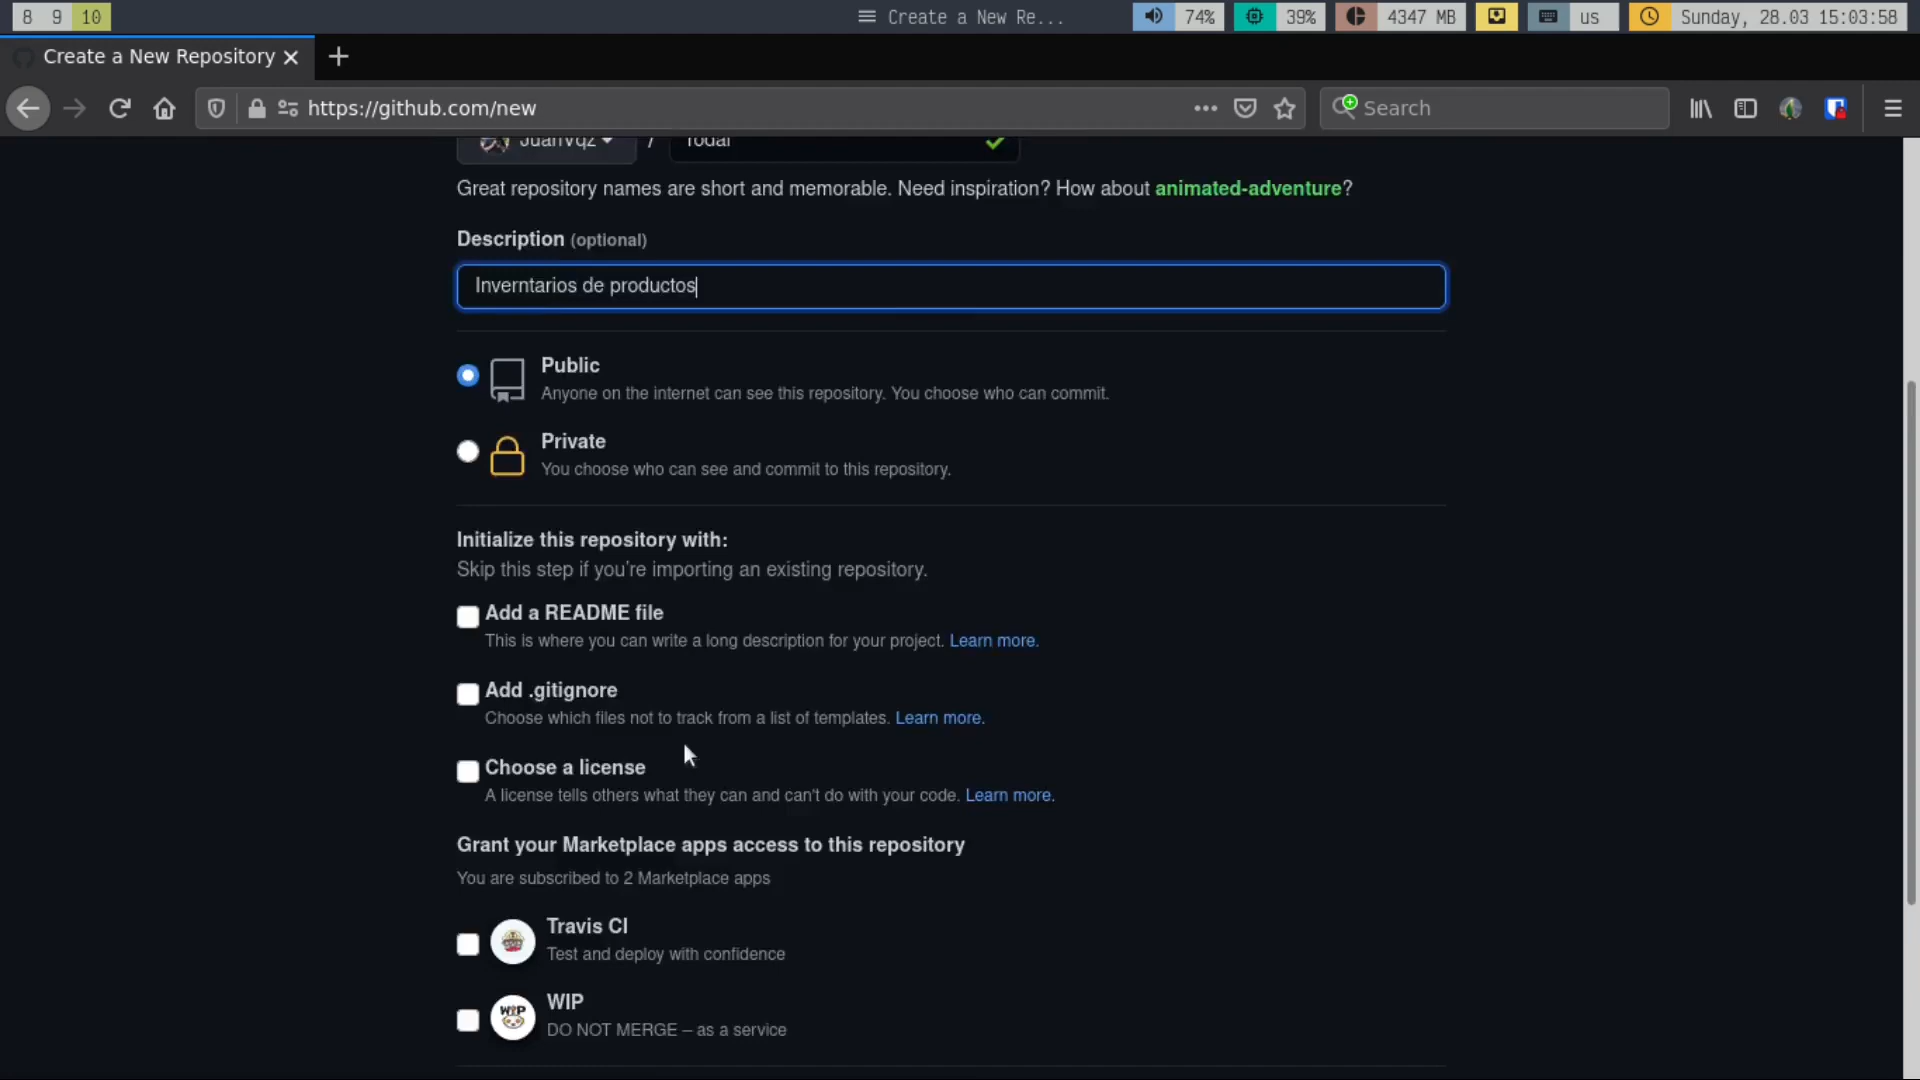 8 9 10
Create a New Re...
74%
39%
4347 MB
us
Sunday, 28.03 15:03:58
Create a New Repository
https://github.com/new
Search
JuanVqz /
Great repository names are short and memorable. Need inspiration? How about animated-adventure?
Description (optional)
Inverntarios de productos
Public
Anyone on the internet can see this repository. You choose who can commit.
Private
You choose who can see and commit to this repository.
Initialize this repository with:
Skip this step if you're importing an existing repository.
Add a README file
This is where you can write a long description for your project. Learn more.
Add .gitignore
Choose which files not to track from a list of templates. Learn more.
Choose a license
A license tells others what they can and can't do with your code. Learn more.
Grant your Marketplace apps access to this repository
You are subscribed to 2 Marketplace apps
Travis CI
Test and deploy with confidence
WIP
WIP
DO NOT MERGE – as a service